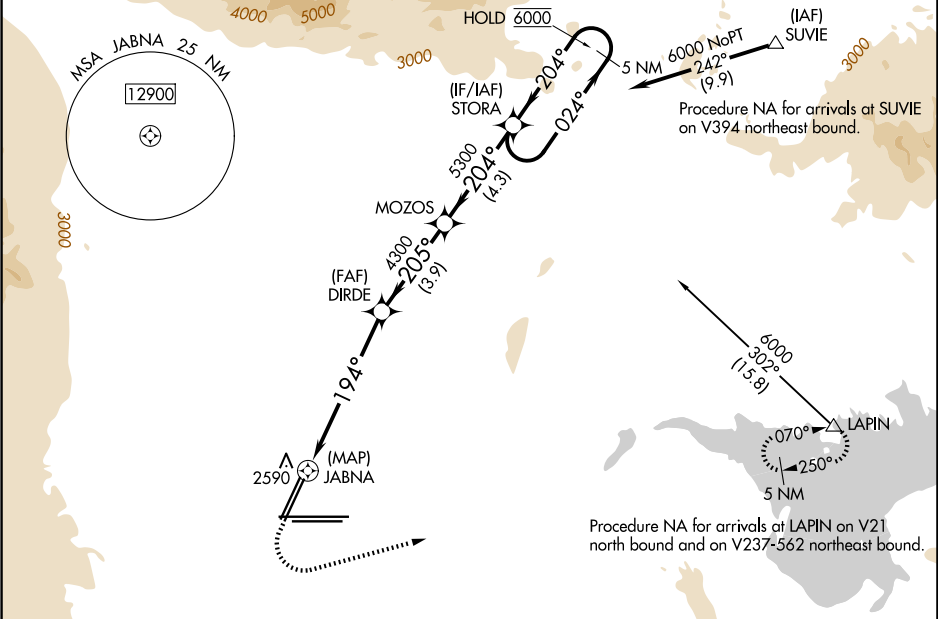 4000
5000
3000
HOLD 6000
(IAF)
SUVIE
3000
MSA JABNA 25 NM
12900
204°
024°
5 NM
6000 NoPT
242°
(9.9)
(IF/IAF)
STORA
Procedure NA for arrivals at SUVIE
on V394 northeast bound.
5300
204°
(4.3)
3000
MOZOS
4300
205°
(3.9)
(FAF)
DIRDE
194°
6000
302°
(15.8)
LAPIN
070°
250°
5 NM
2590
(MAP)
JABNA
Procedure NA for arrivals at LAPIN on V21
north bound and on V237-562 northeast bound.